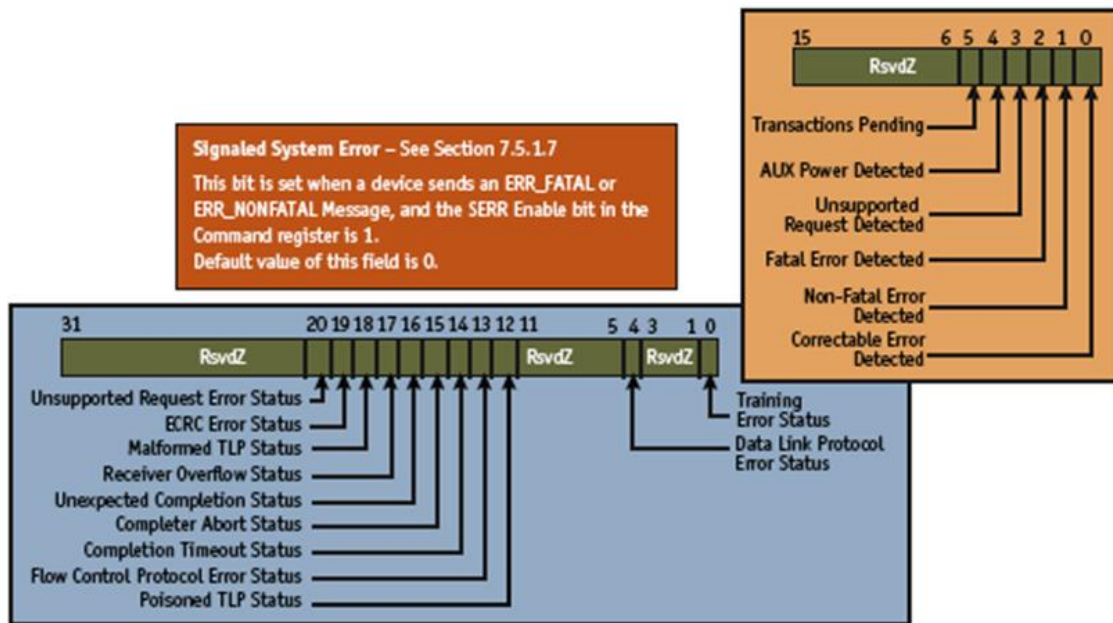 15 6 5 4 3 2 1 0
RsvdZ
Transactions Pending
AUX Power Detected
Unsupported
Request Detected
Fatal Error Detected
Non-Fatal Error
Detected
Correctable Error
Detected
Signaled System Error – See Section 7.5.1.7
This bit is set when a device sends an ERR_FATAL or
ERR_NONFATAL Message, and the SERR Enable bit in the
Command register is 1.
Default value of this field is 0.
31 20 19 18 17 16 15 14 13 12 11 5 4 3 1 0
RsvdZ RsvdZ RsvdZ
Unsupported Request Error Status
ECRC Error Status
Malformed TLP Status
Receiver Overflow Status
Unexpected Completion Status
Completer Abort Status
Completion Timeout Status
Flow Control Protocol Error Status
Poisoned TLP Status
Training
Error Status
Data Link Protocol
Error Status